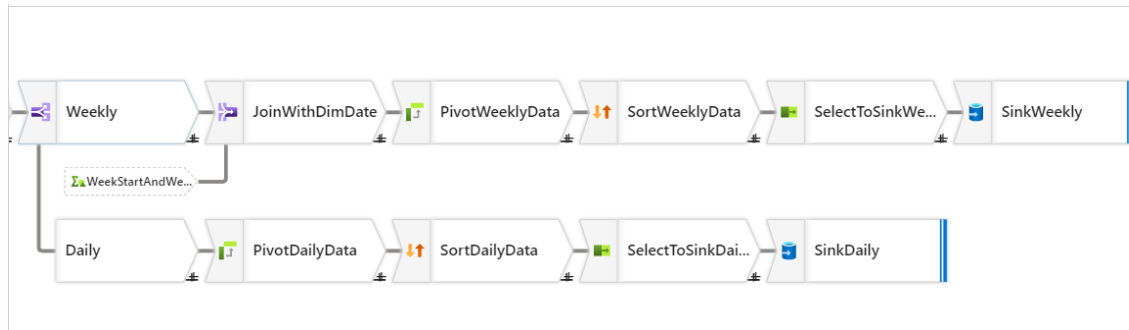 Weekly
JoinWithDimDate
PivotWeeklyData
SortWeeklyData
SelectToSinkWe...
SinkWeekly
WeekStartAndWe...
Daily
PivotDailyData
SortDailyData
SelectToSinkDai...
SinkDaily